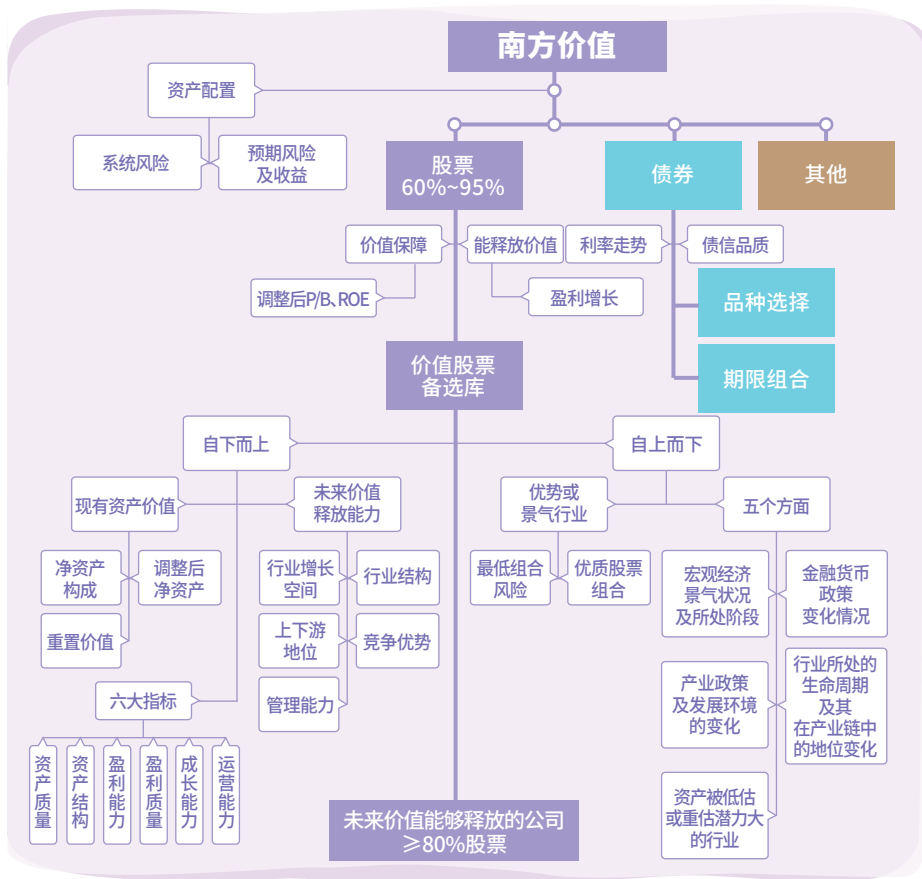 南方价值
资产配置
系统风险
预期风险
及收益
股票
60%~95%
债券
其他
价值保障
能释放价值
利率走势
债信品质
调整后P/B、ROE
盈利增长
品种选择
期限组合
价值股票
备选库
自下而上
自上而下
现有资产价值
未来价值
释放能力
优势或
景气行业
五个方面
净资产
构成
调整后
净资产
行业增长
空间
行业结构
最低组合
风险
优质股票
组合
宏观经济
景气状况
及所处阶段
金融货币
政策
变化情况
重置价值
上下游
地位
竞争优势
管理能力
产业政策
及发展环境
的变化
行业所处的
生命周期
及其
在产业链中
的地位变化
六大指标
资产质量
资产结构
盈利能力
盈利质量
成长能力
运营能力
资产被低估
或重估潜力大
的行业
未来价值能够释放的公司
≥80%股票